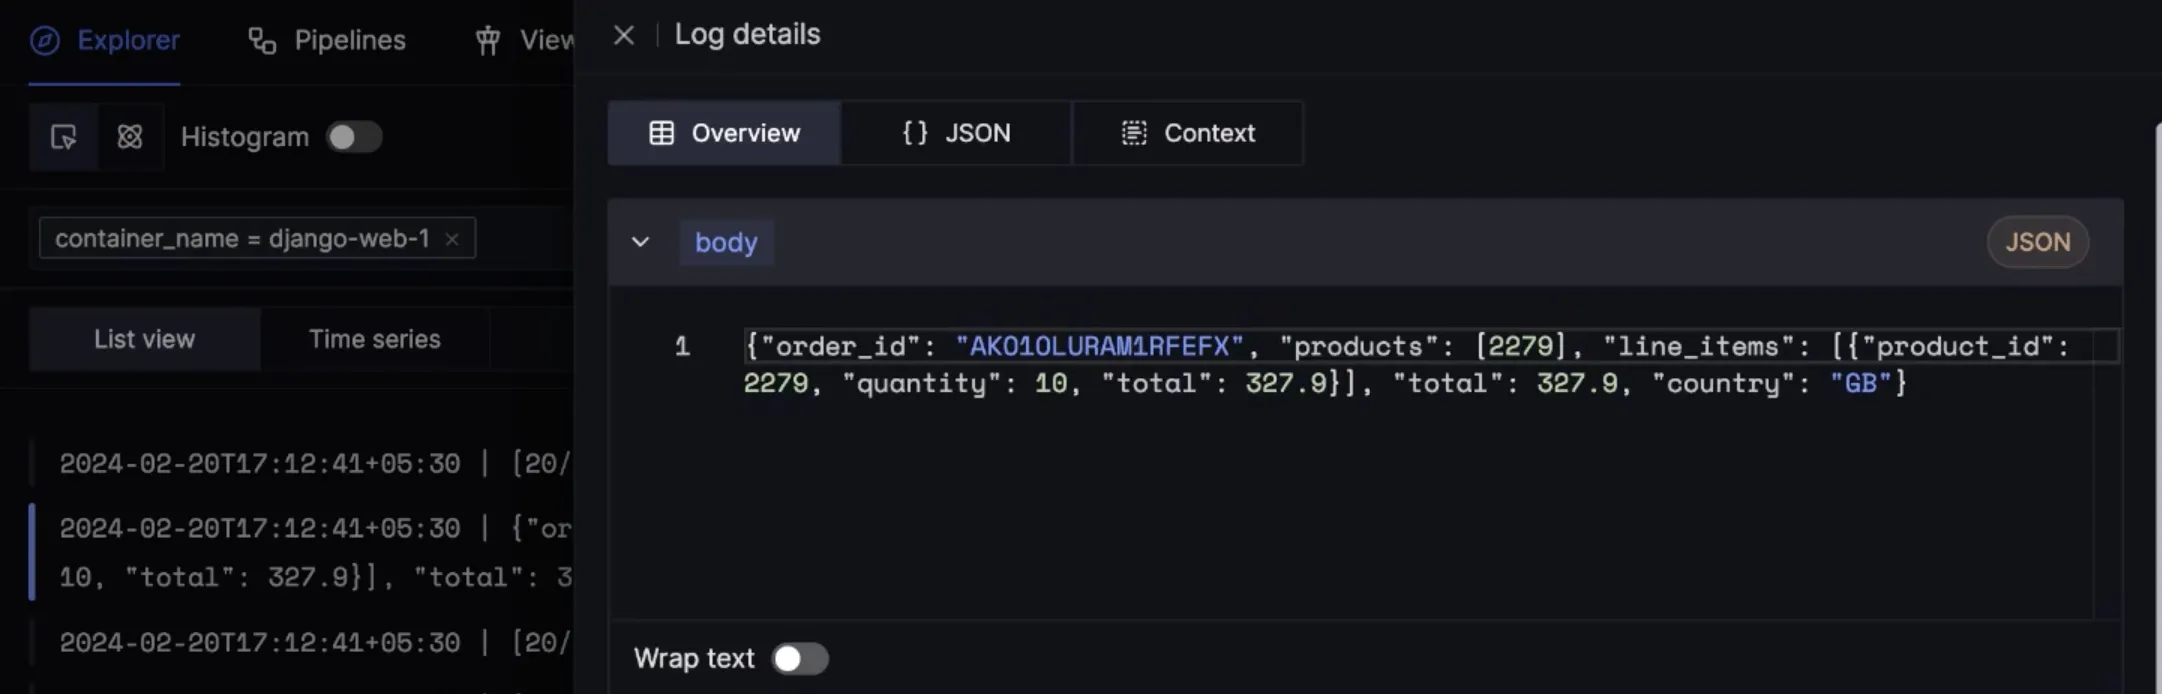 Explorer
Pipelines
View
Histogram
container_name = django-web-1 ×
List view
Time series
2024-02-20T17:12:41+05:30 | [20/
2024-02-20T17:12:41+05:30 | {"or
10, "total": 327.9}], "total": 3
2024-02-20T17:12:41+05:30 | [20/
Log details
Overview
{} JSON
Context
body
JSON
1 {"order_id": "AKO1OLURAM1RFEFX", "products": [2279], "line_items": [{"product_id":
2279, "quantity": 10, "total": 327.9}], "total": 327.9, "country": "GB"}
Wrap text